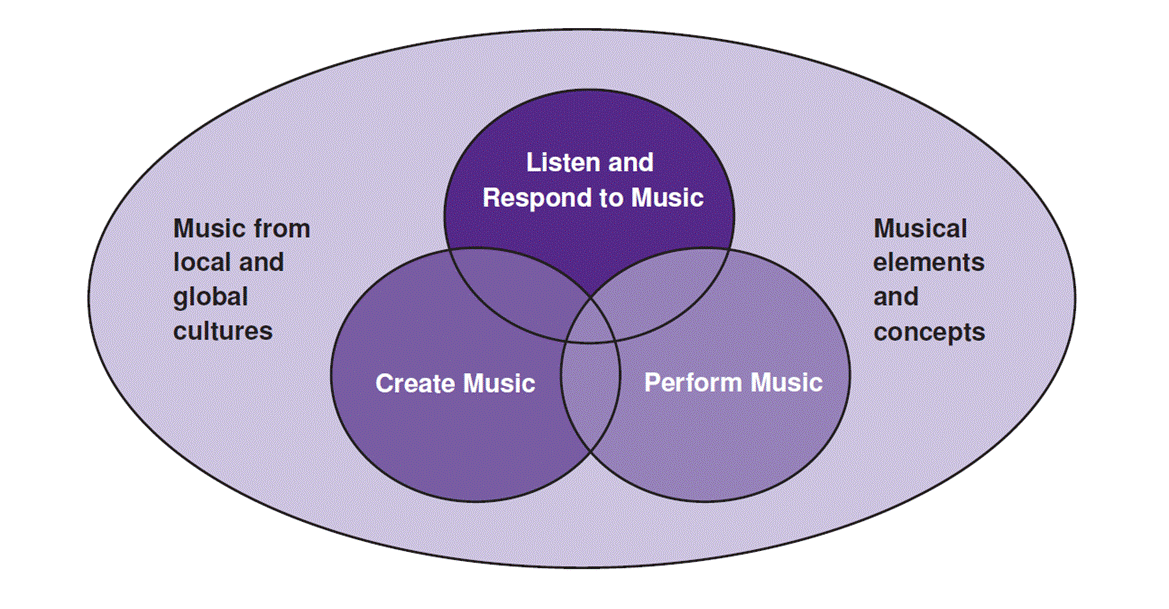 Listen and
Respond to Music
Music from
local and
global
cultures
Musical
elements
and
concepts
Create Music
Perform Music